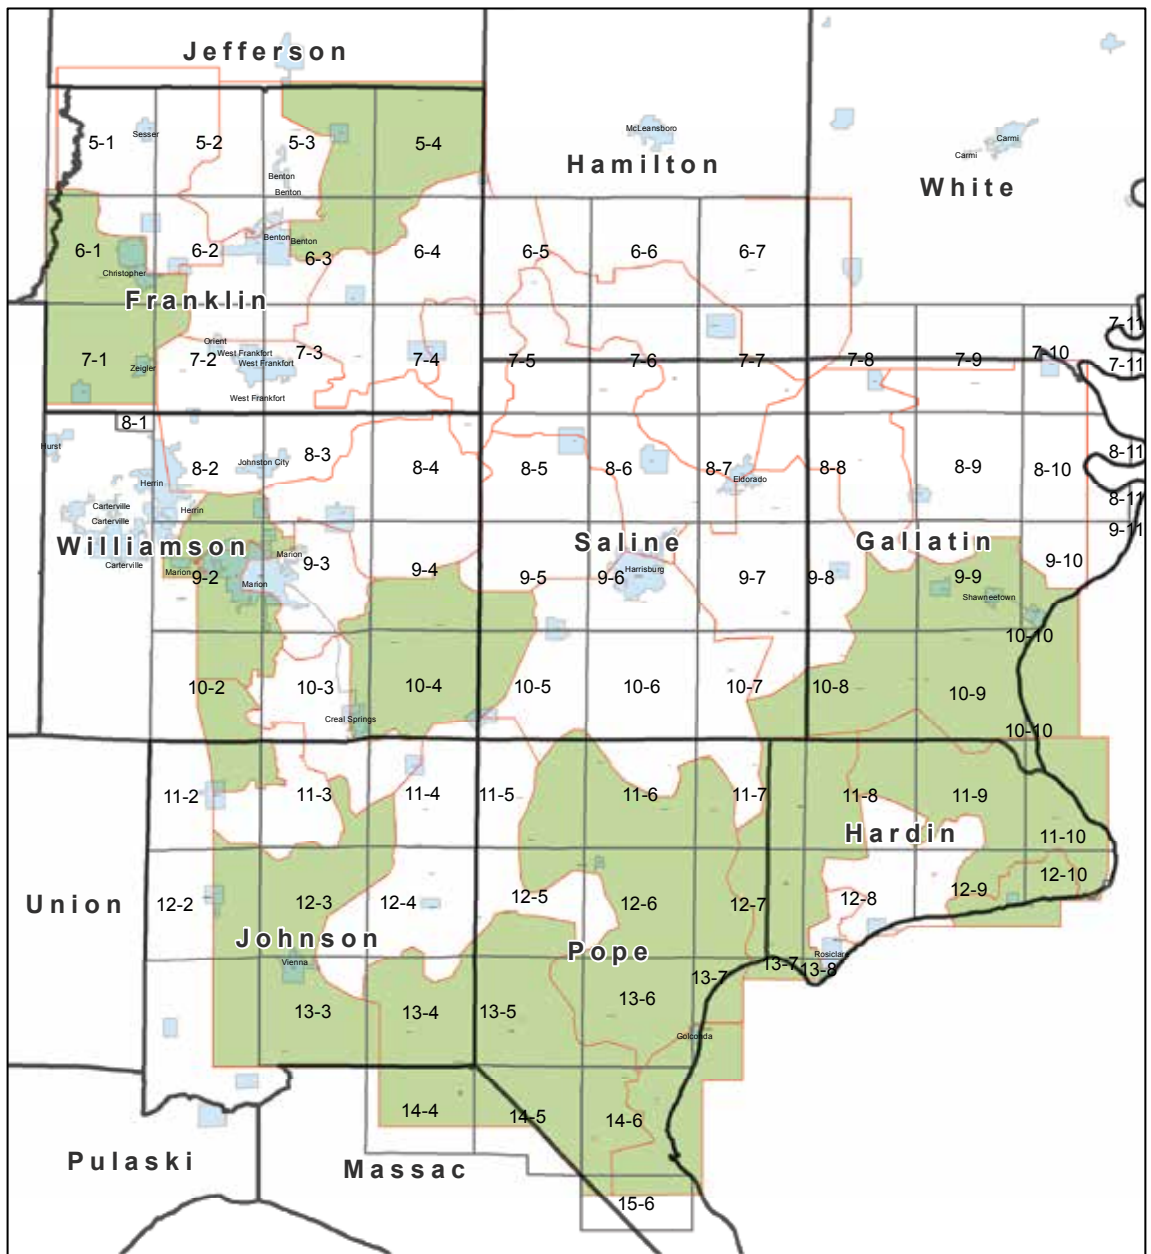 Jefferson
McLeansboro
Carmi
Carmi
Hamilton
White
5-1
Sesser
5-2
5-3
5-4
Benton
Benton
6-1
6-2
Benton
Benton
6-3
6-4
6-5
6-6
6-7
Christopher
Franklin
7-1
Zeigler
Orient
7-2
West Frankfort
West Frankfort
7-3
7-4
7-5
7-6
7-7
7-8
7-9
7-10
7-11
7-11
West Frankfort
8-1
Hurst
8-2
Johnston City
8-3
8-4
8-5
8-6
8-7
Eldorado
8-8
8-9
8-10
8-11
8-11
Herrin
Herrin
Carterville
Carterville
Carterville
Williamson
Saline
Gallatin
9-11
Marion
Marion
9-2
Marion
9-3
9-4
9-5
9-6
Harrisburg
9-7
9-8
9-9
9-10
Shawneetown
10-10
10-2
10-3
10-4
10-5
10-6
10-7
10-8
10-9
10-10
Creal Springs
11-2
11-3
11-4
11-5
11-6
11-7
11-8
11-9
11-10
Hardin
Union
12-2
12-3
12-4
12-5
12-6
12-7
12-8
12-9
12-10
Johnson
Pope
Rosiclare
Vienna
13-3
13-4
13-5
13-6
13-7
13-7
13-8
Golconda
14-4
14-5
14-6
Pulaski
Massac
15-6